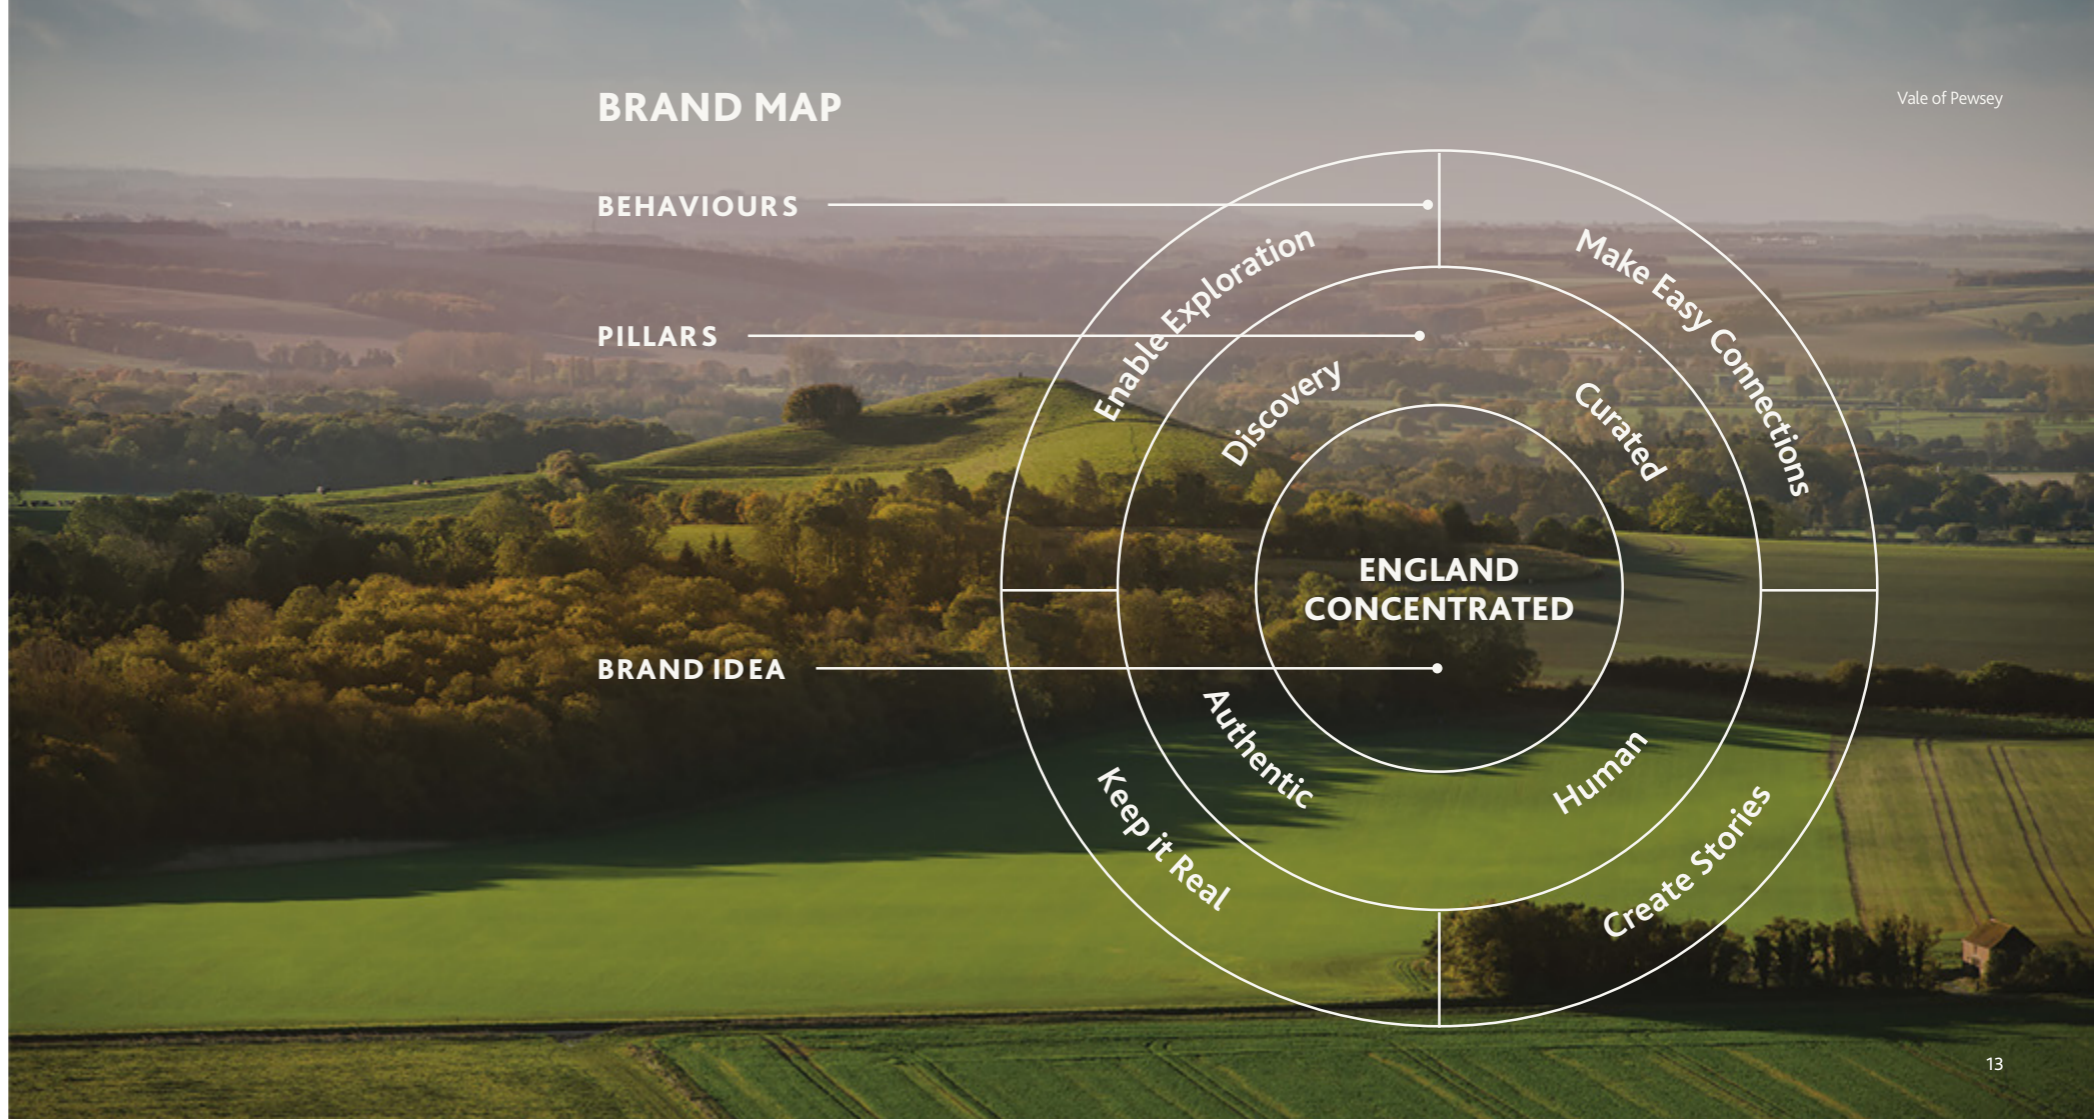 BRAND MAP
Vale of Pewsey
BEHAVIOURS
PILLARS
BRAND IDEA
Enable Exploration
Make Easy Connections
Discovery
Curated
ENGLAND
CONCENTRATED
Authentic
Human
Keep it Real
Create Stories
13